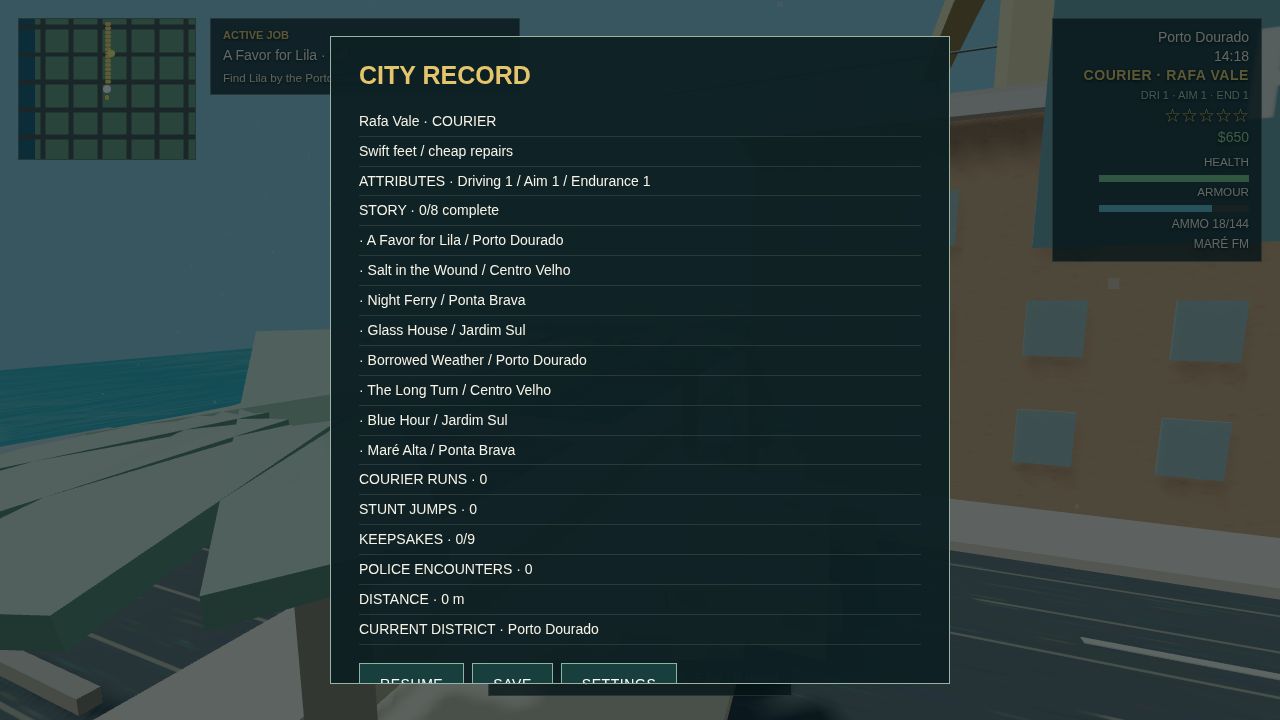 ACTIVE JOB
A Favor for Lila ·
Find Lila by the Porto
CITY RECORD
Rafa Vale · COURIER
Swift feet / cheap repairs
ATTRIBUTES · Driving 1 / Aim 1 / Endurance 1
STORY · 0/8 complete
· A Favor for Lila / Porto Dourado
· Salt in the Wound / Centro Velho
· Night Ferry / Ponta Brava
· Glass House / Jardim Sul
· Borrowed Weather / Porto Dourado
· The Long Turn / Centro Velho
· Blue Hour / Jardim Sul
· Maré Alta / Ponta Brava
COURIER RUNS · 0
STUNT JUMPS · 0
KEEPSAKES · 0/9
POLICE ENCOUNTERS · 0
DISTANCE · 0 m
CURRENT DISTRICT · Porto Dourado
RESUME SAVE SETTINGS
Porto Dourado
14:18
COURIER · RAFA VALE
DRI 1 · AIM 1 · END 1
☆☆☆☆☆
$650
HEALTH
ARMOUR
AMMO 18/144
MARÉ FM